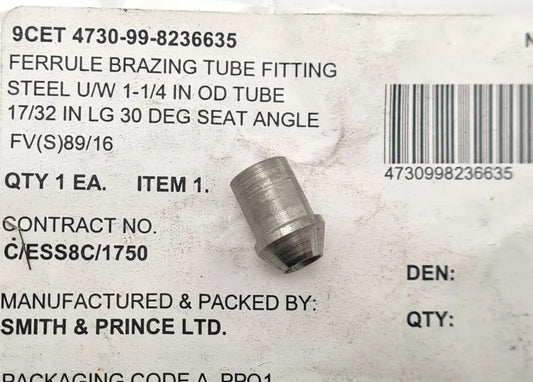 9CET 4730-99-8236635
FERRULE BRAZING TUBE FITTING
STEEL U/W 1-1/4 IN OD TUBE
17/32 IN LG 30 DEG SEAT ANGLE
FV(S)89/16
4730998236635
QTY 1 EA. ITEM 1.
CONTRACT NO.
C/ESS8C/1750
DEN:
MANUFACTURED & PACKED BY:
QTY:
SMITH & PRINCE LTD.
PACKAGING CODE A